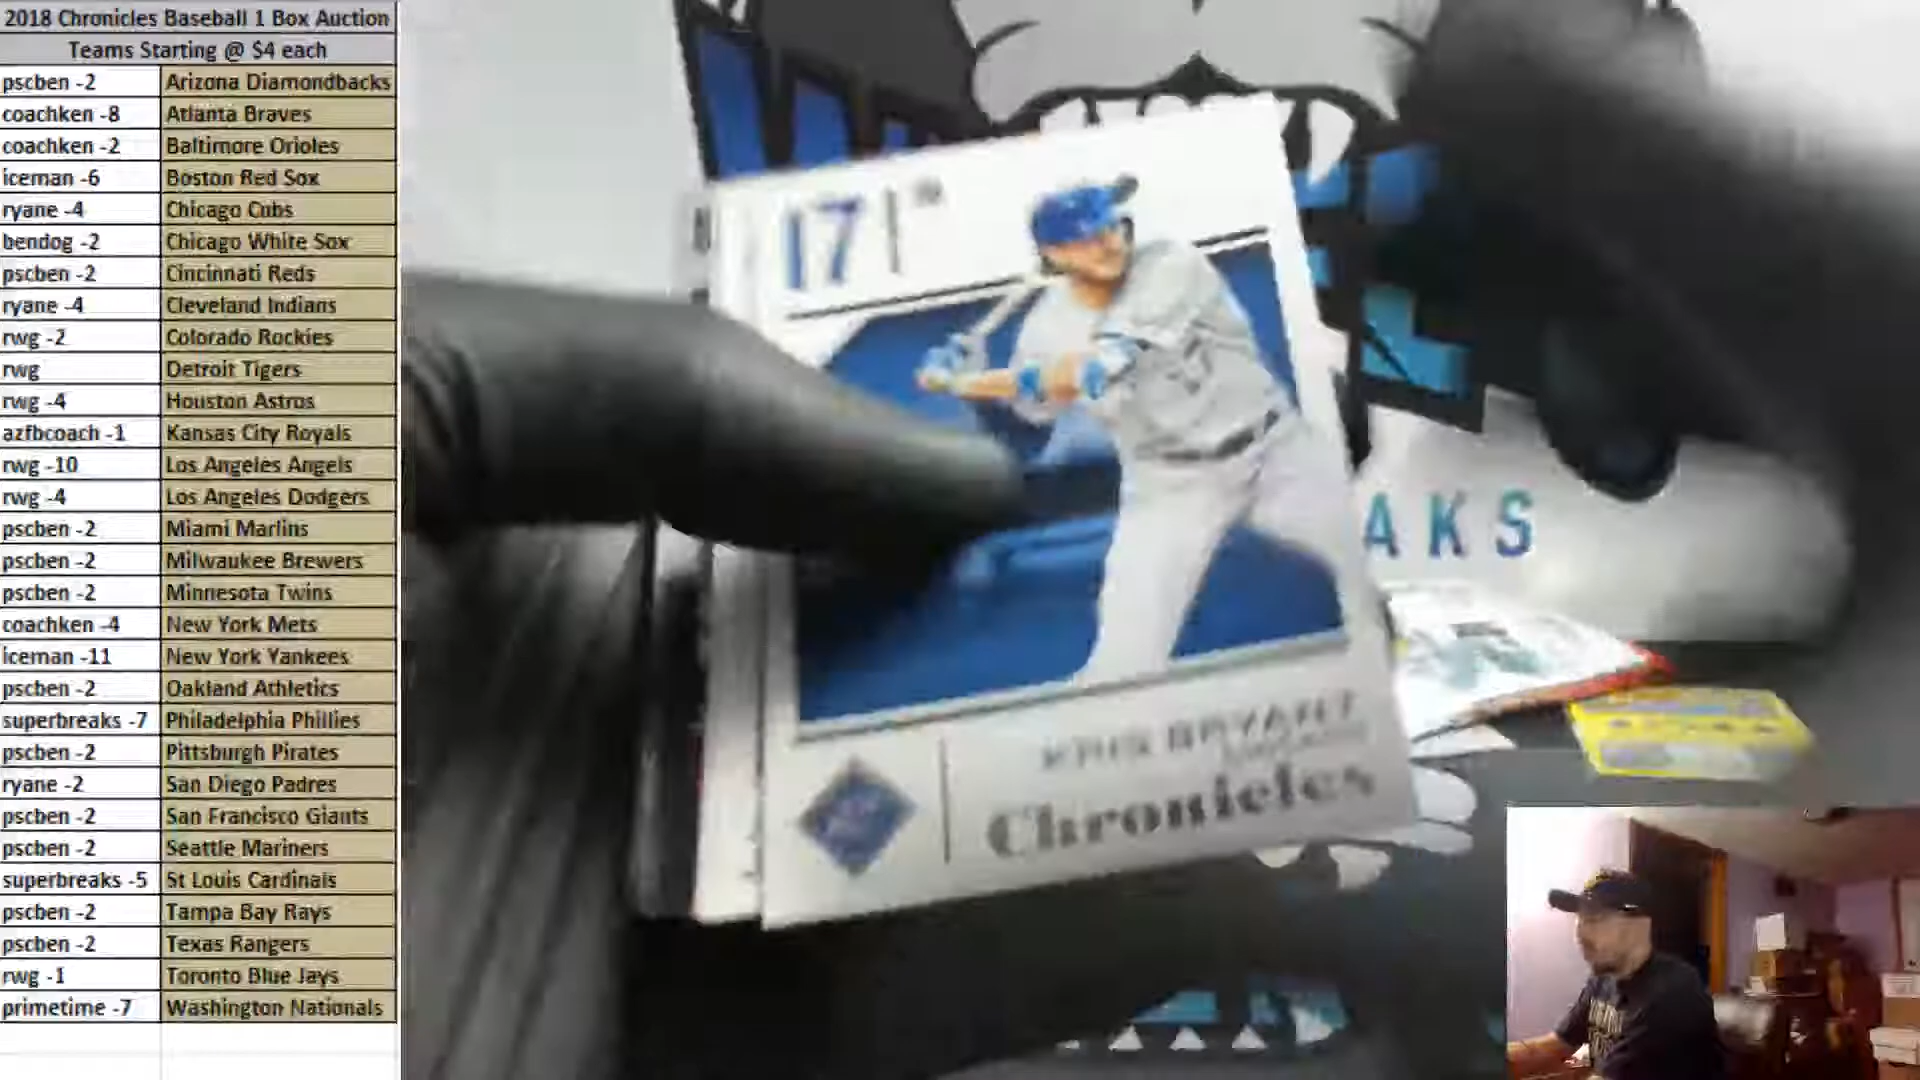 2018 Chronicles Baseball 1 Box Auction
Teams Starting @ $4 each
pscben -2 Arizona Diamondbacks
coachken -8 Atlanta Braves
coachken -2 Baltimore Orioles
iceman -6 Boston Red Sox
ryane -4 Chicago Cubs
bendog -2 Chicago White Sox
pscben -2 Cincinnati Reds
ryane -4 Cleveland Indians
rwg -2 Colorado Rockies
rwg Detroit Tigers
rwg -4 Houston Astros
azfbcoach -1 Kansas City Royals
rwg -10 Los Angeles Angels
rwg -4 Los Angeles Dodgers
pscben -2 Miami Marlins
pscben -2 Milwaukee Brewers
pscben -2 Minnesota Twins
coachken -4 New York Mets
iceman -11 New York Yankees
pscben -2 Oakland Athletics
superbreaks -7 Philadelphia Phillies
pscben -2 Pittsburgh Pirates
ryane -2 San Diego Padres
pscben -2 San Francisco Giants
pscben -2 Seattle Mariners
superbreaks -5 St Louis Cardinals
pscben -2 Tampa Bay Rays
pscben -2 Texas Rangers
rwg -1 Toronto Blue Jays
primetime -7 Washington Nationals
17
KRIS BRYANT
Chronicles
AKS